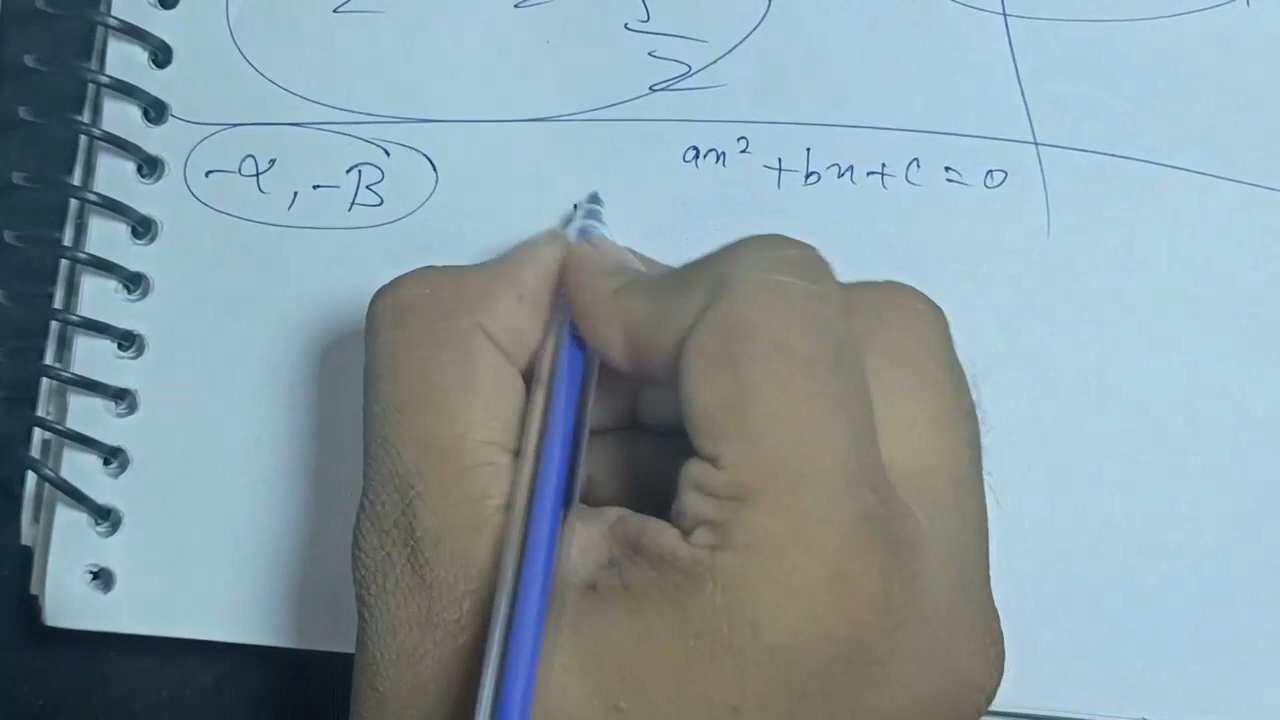 -α, -β
ax² + bx + c = 0